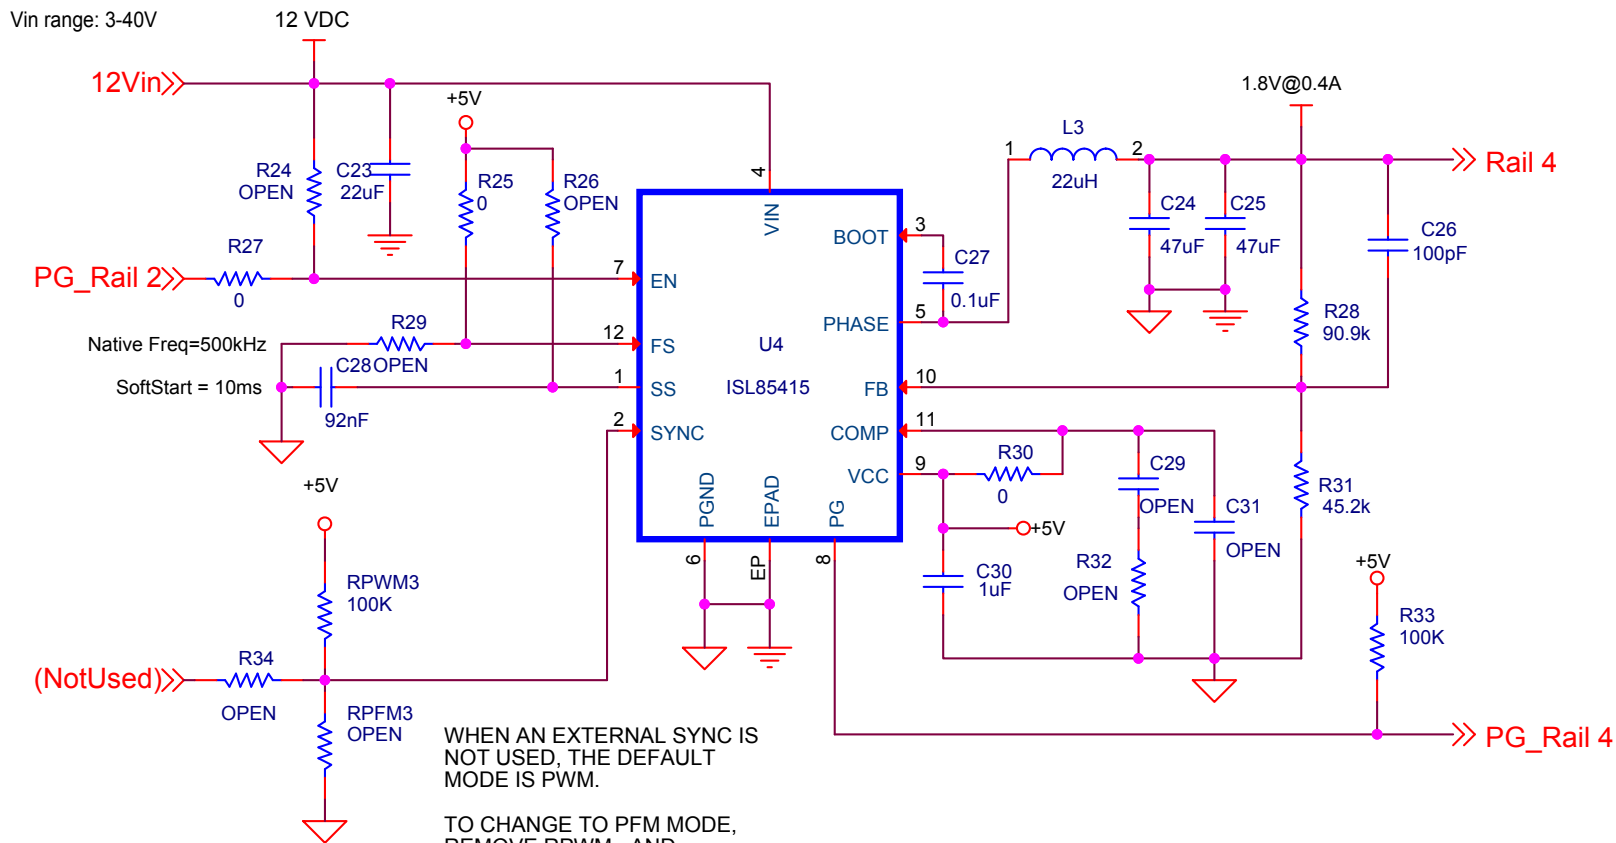 Vin range: 3-40V
12 VDC
12Vin
+5V
1.8V@0.4A
L3
1
2
22uH
Rail 4
R24
OPEN
C23
22uF
R25
0
R26
OPEN
4
VIN
C24
47uF
C25
47uF
C26
100pF
R27
0
PG_Rail 2
7
EN
BOOT
3
C27
0.1uF
PHASE
5
R28
90.9k
Native Freq=500kHz
R29
OPEN
12
FS
U4
ISL85415
SoftStart = 10ms
C28
92nF
1
SS
FB
10
2
SYNC
COMP
11
VCC
9
R30
0
C29
OPEN
C31
OPEN
R31
45.2k
PGND
6
EPAD
EP
PG
8
+5V
C30
1uF
R32
OPEN
+5V
R33
100K
+5V
RPWM3
100K
(NotUsed)
R34
OPEN
RPFM3
OPEN
PG_Rail 4
WHEN AN EXTERNAL SYNC IS
NOT USED, THE DEFAULT
MODE IS PWM.
TO CHANGE TO PFM MODE,